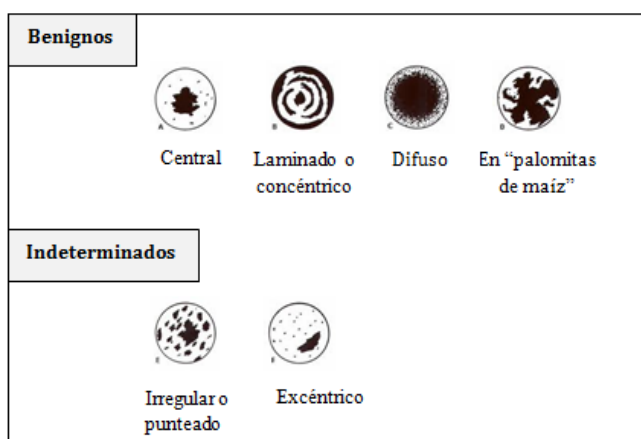 Benignos
A
B
C
D
Central
Laminado o
concéntrico
Difuso
En “palomitas
de maíz”
Indeterminados
E
F
Irregular o
punteado
Excéntrico